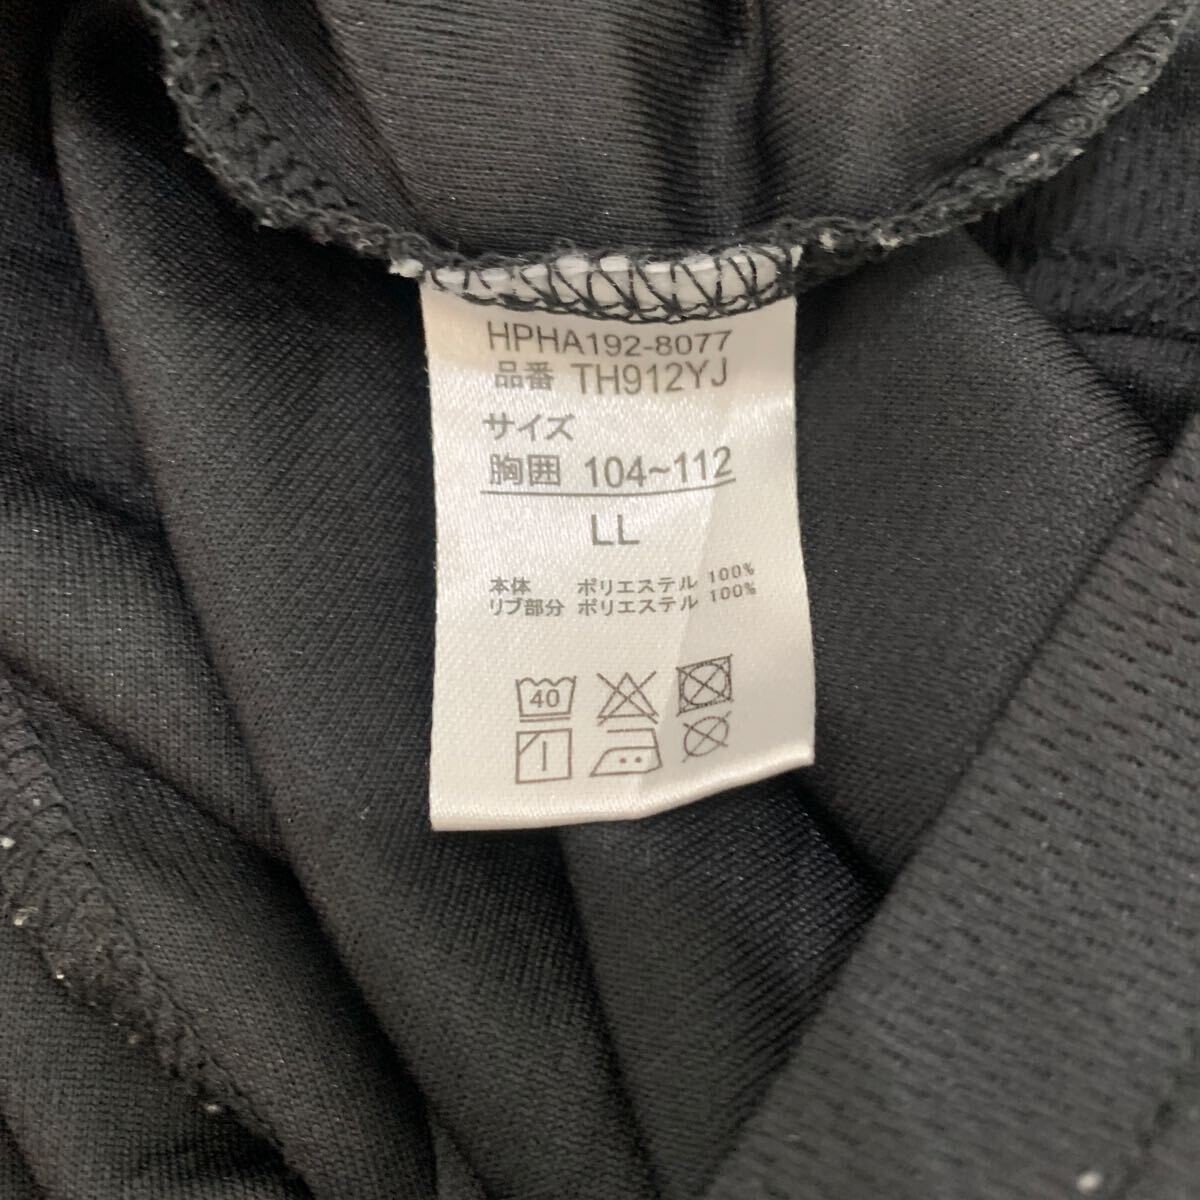 HPHA192-8077
品番 TH912YJ
サイズ
胸囲 104~112
LL
本体 ポリエステル 100%
リブ部分 ポリエステル 100%
40